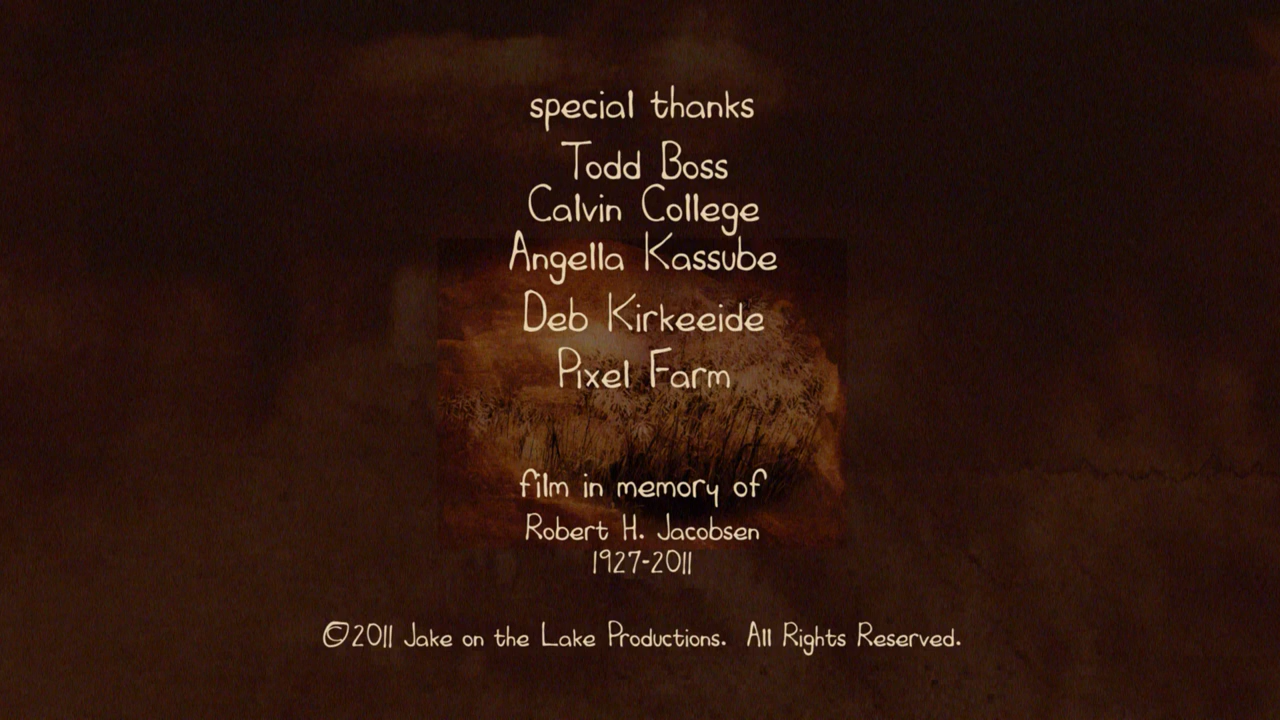 special thanks
Todd Boss
Calvin College
Angella Kassube
Deb Kirkeeide
Pixel Farm
film in memory of
Robert H. Jacobsen
1927-2011
©2011 Jake on the Lake Productions. All Rights Reserved.